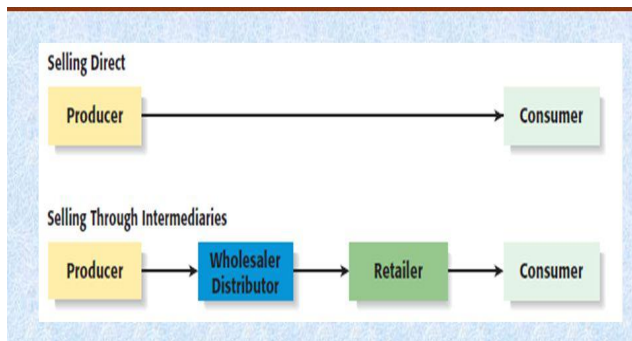 Selling Direct
Producer
Consumer
Selling Through Intermediaries
Producer
Wholesaler
Distributor
Retailer
Consumer